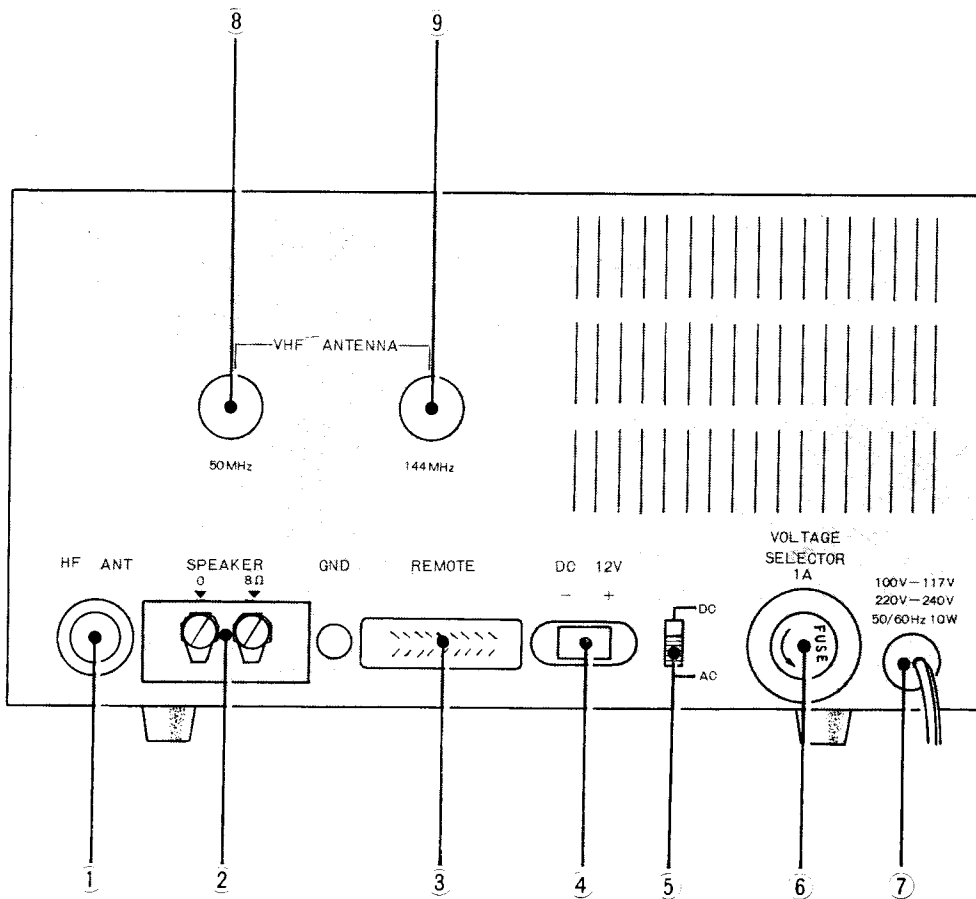 ⑧ ⑨
VHF ANTENNA
50MHz 144MHz
HF ANT
SPEAKER
0 8Ω
GND
REMOTE
DC 12V
− +
DC
AC
VOLTAGE
SELECTOR
1A
FUSE
100V−117V
220V−240V
50/60Hz 10W
① ② ③ ④ ⑤ ⑥ ⑦